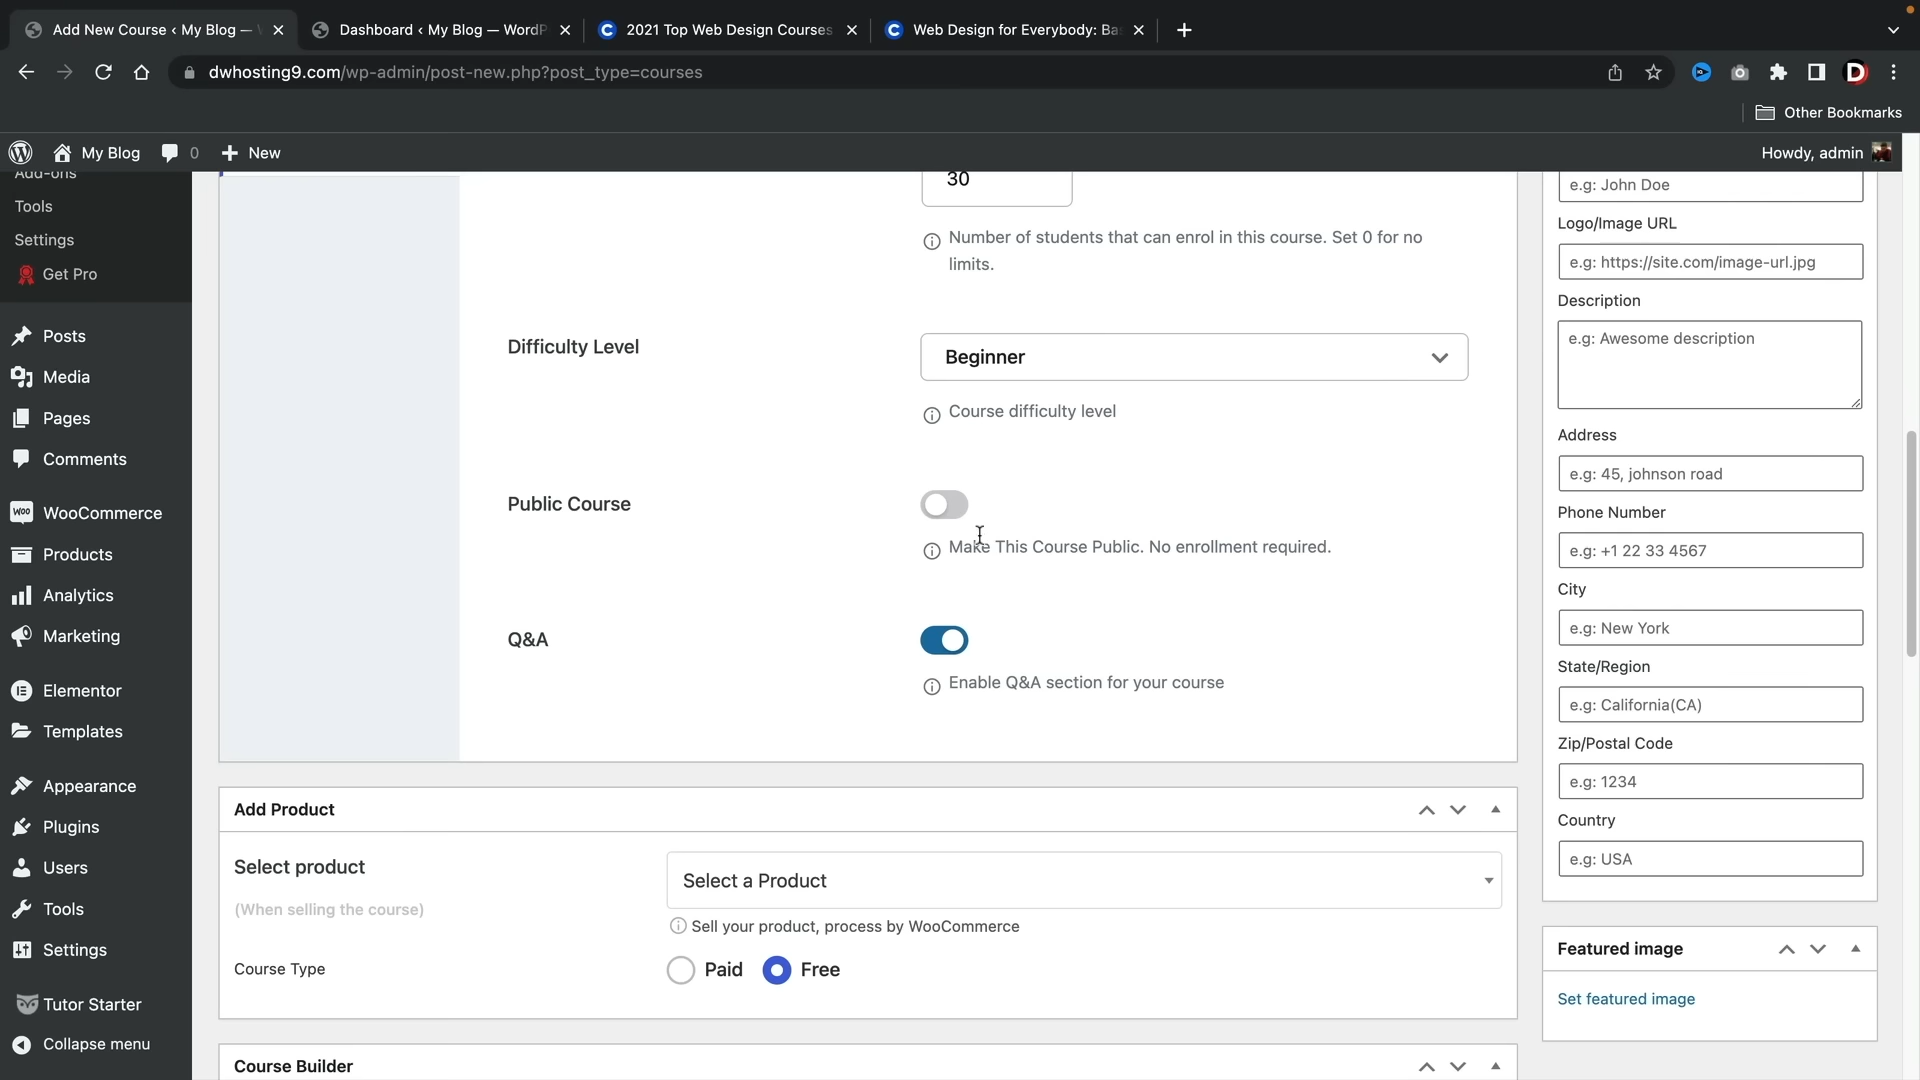 Add New Course ‹ My Blog —
Dashboard ‹ My Blog — WordP
2021 Top Web Design Courses
Web Design for Everybody: Ba
dwhosting9.com/wp-admin/post-new.php?post_type=courses
Other Bookmarks
My Blog
0
New
Howdy, admin
Add-ons
Tools
Settings
Get Pro
Posts
Media
Pages
Comments
WooCommerce
Products
Analytics
Marketing
Elementor
Templates
Appearance
Plugins
Users
Tools
Settings
Tutor Starter
Collapse menu
30
Number of students that can enrol in this course. Set 0 for no
limits.
Difficulty Level
Beginner
Course difficulty level
Public Course
Make This Course Public. No enrollment required.
Q&A
Enable Q&A section for your course
Add Product
Select product
(When selling the course)
Select a Product
Sell your product, process by WooCommerce
Course Type
Paid
Free
Course Builder
e.g: John Doe
Logo/Image URL
e.g: https://site.com/image-url.jpg
Description
e.g: Awesome description
Address
e.g: 45, johnson road
Phone Number
e.g: +1 22 33 4567
City
e.g: New York
State/Region
e.g: California(CA)
Zip/Postal Code
e.g: 1234
Country
e.g: USA
Featured image
Set featured image